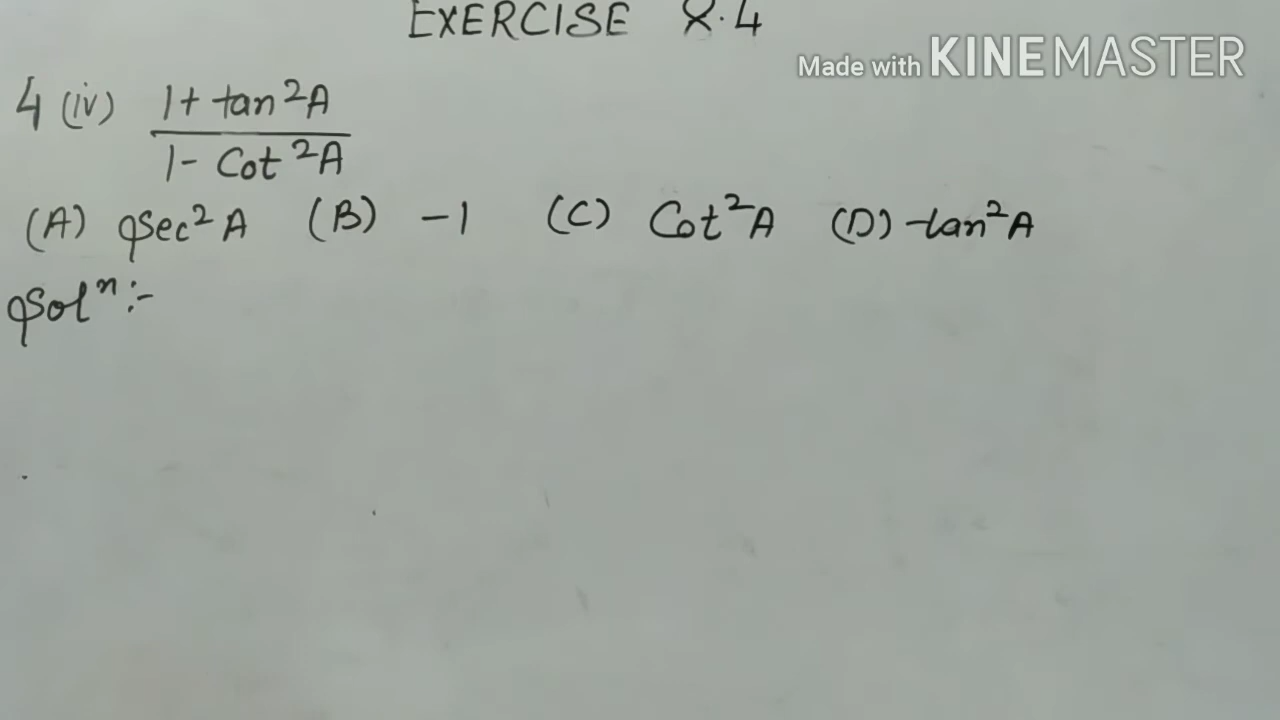 EXERCISE 8.4
Made with KINEMASTER
4 (iv) 1+ tan²A
1- Cot²A
(A) Sec²A (B) -1 (C) Cot²A (D) tan²A
Solⁿ:-